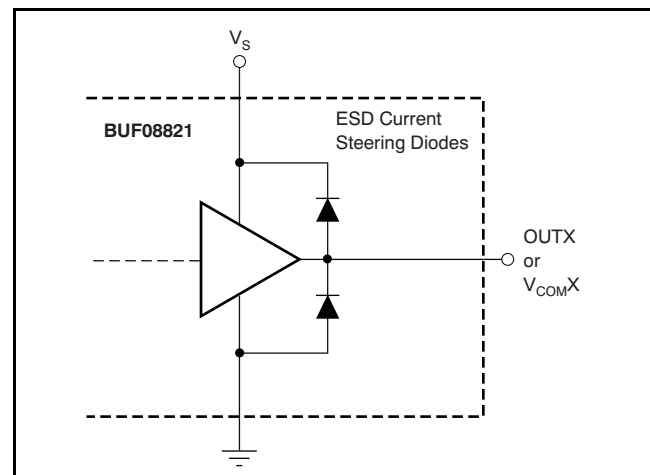 V_S
BUF08821
ESD Current
Steering Diodes
OUTX
or
V_COMX